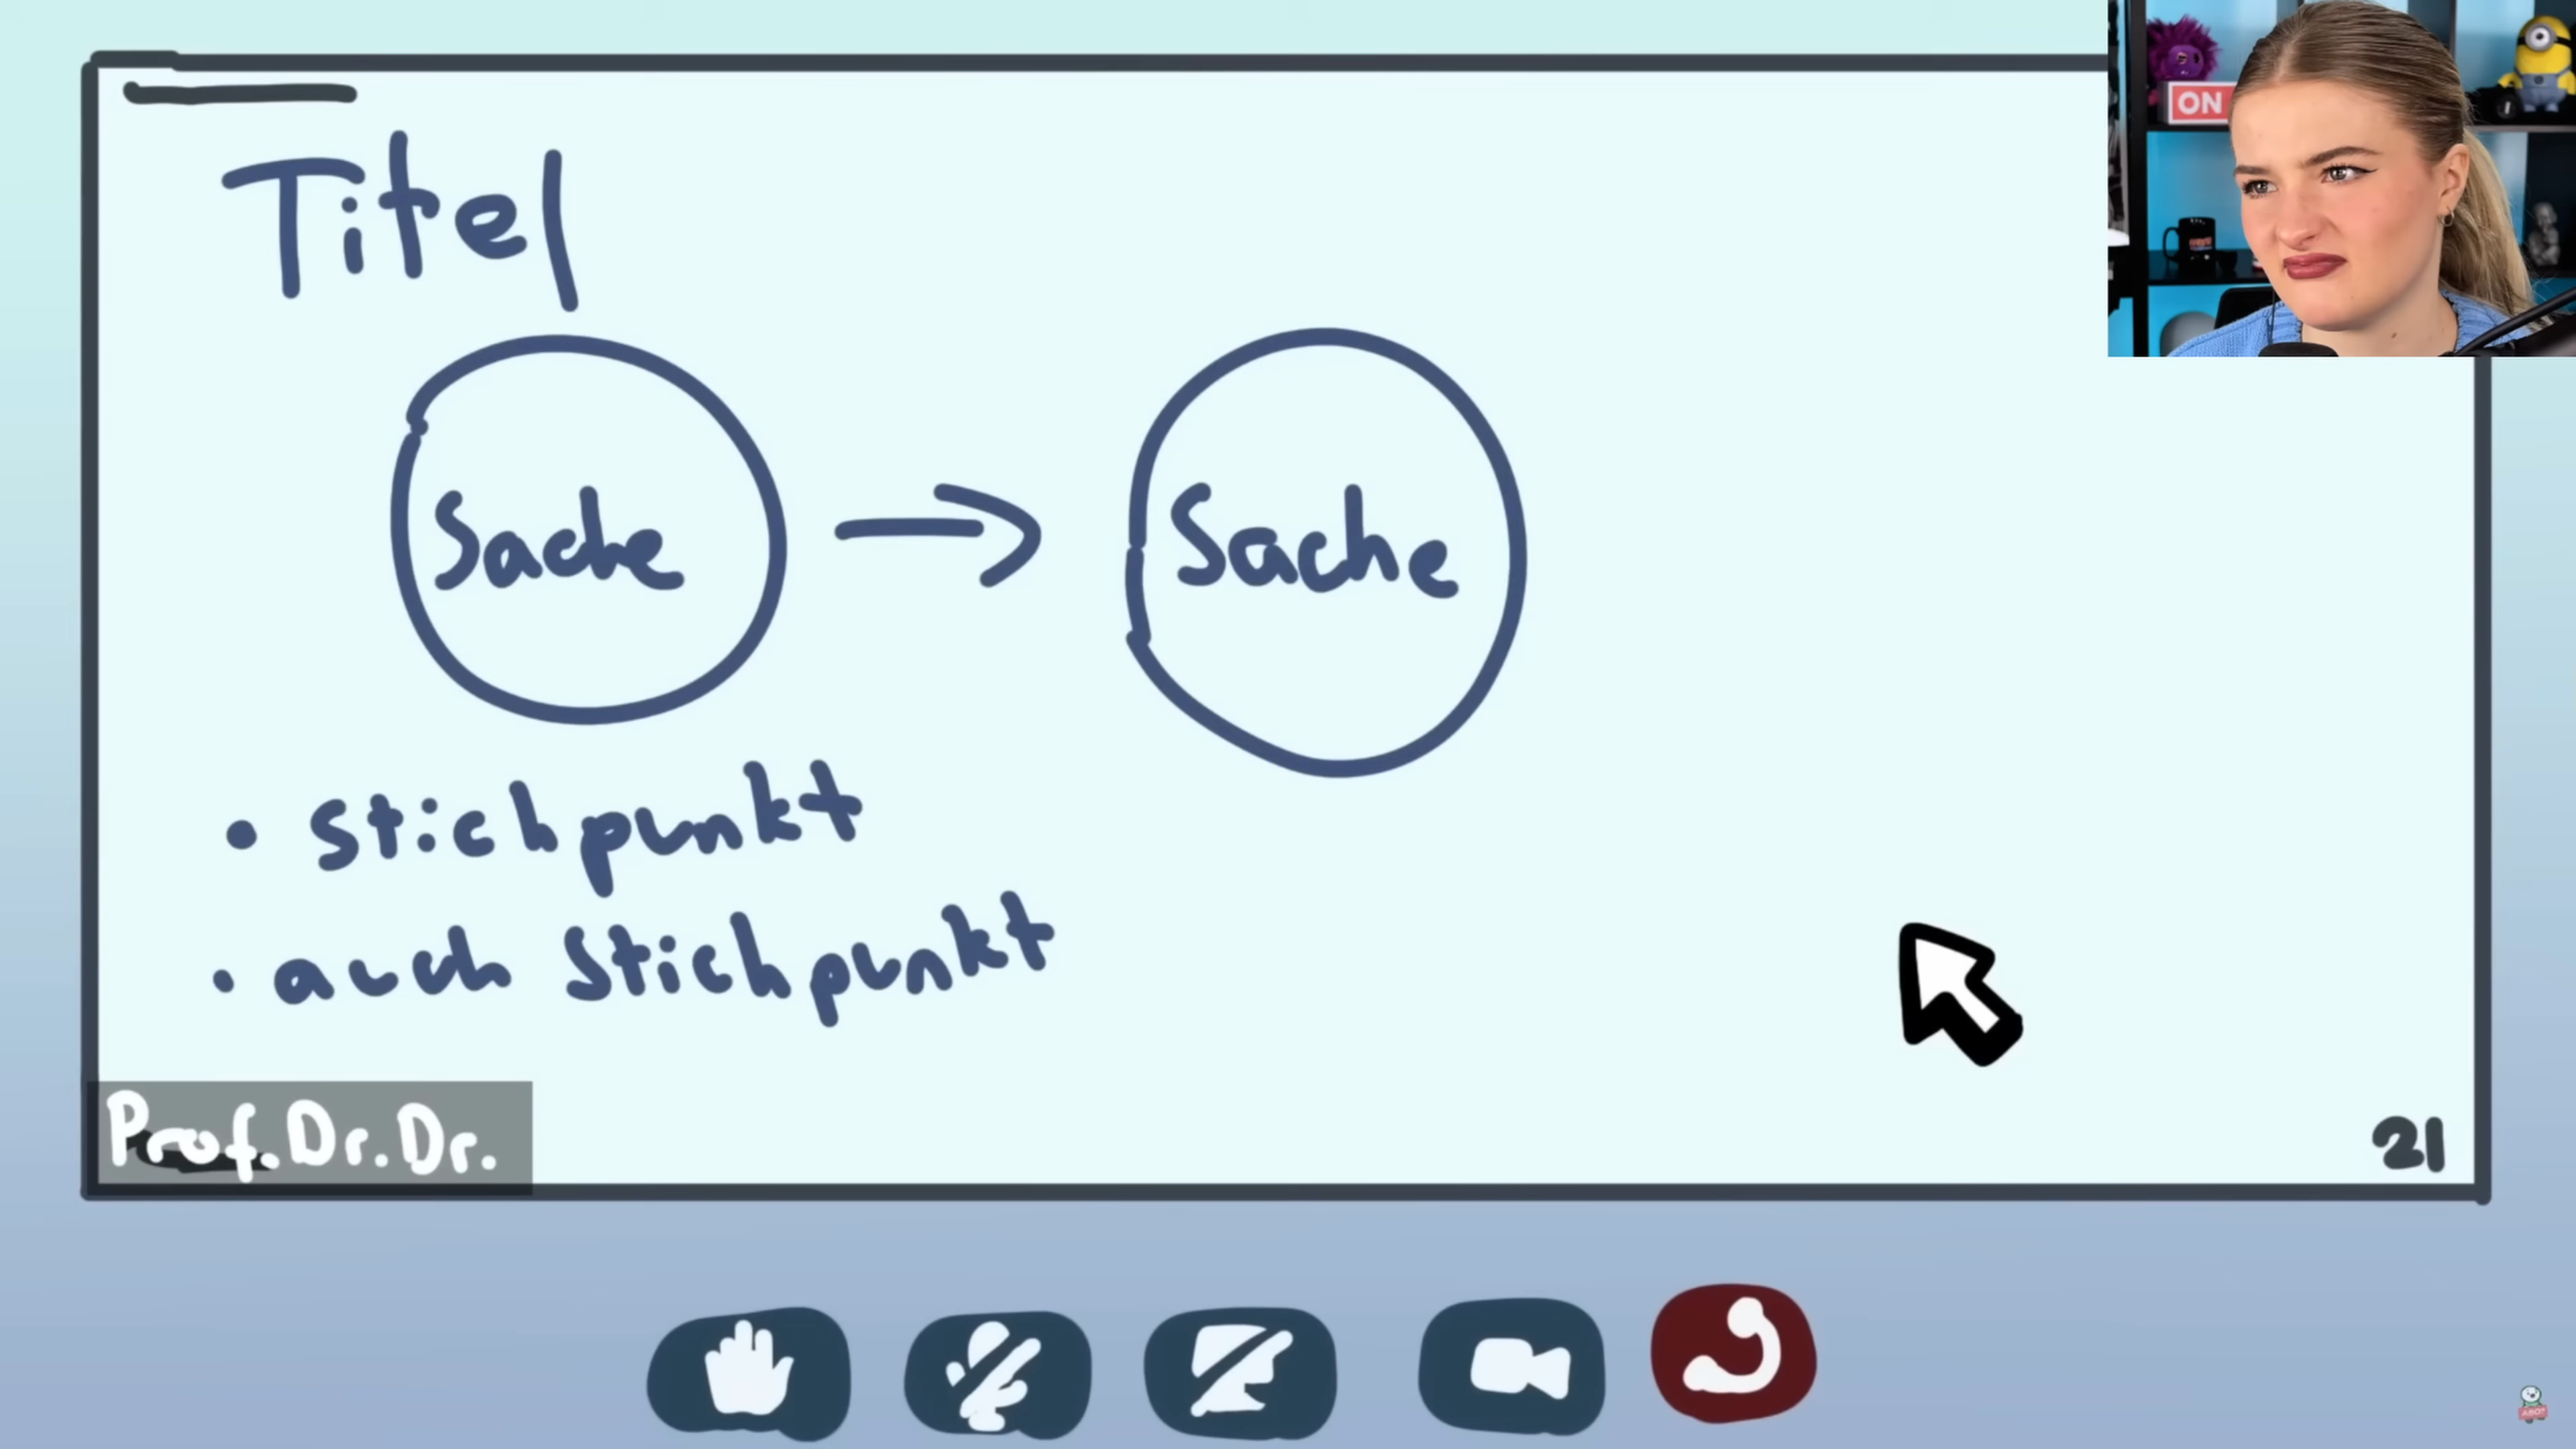 Titel
ON
Sache → Sache
• Stichpunkt
• auch Stichpunkt
Prof. Dr. Dr.
21